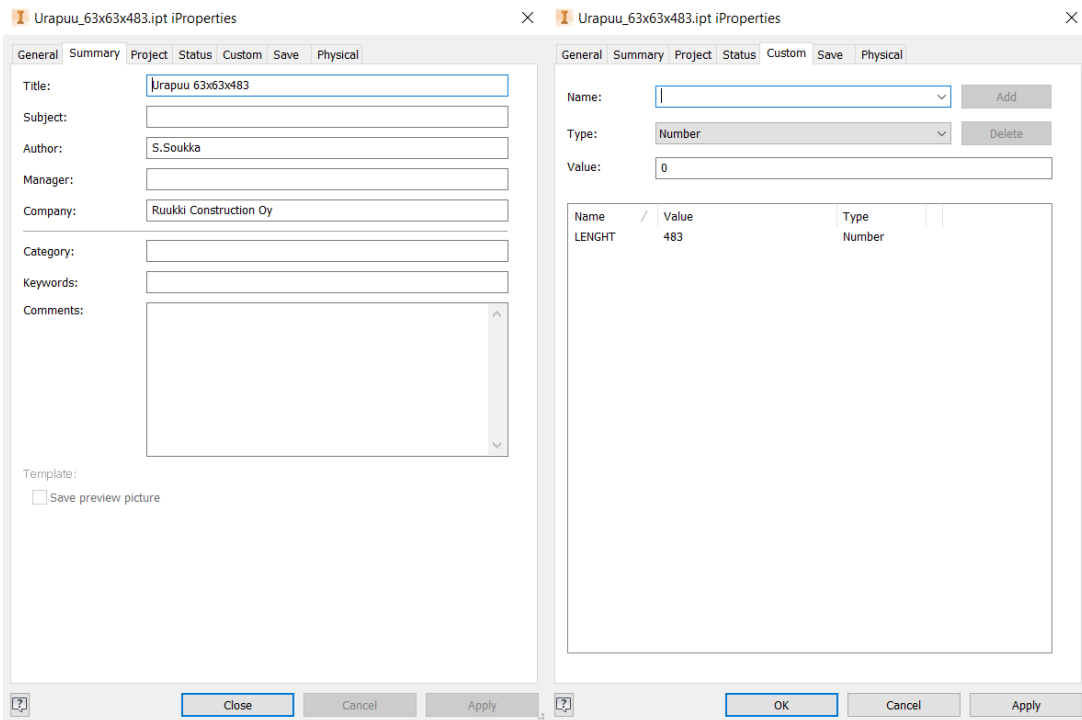 Urapuu_63x63x483.ipt iProperties
General Summary Project Status Custom Save Physical
Title: Urapuu 63x63x483
Subject:
Author: S.Soukka
Manager:
Company: Ruukki Construction Oy
Category:
Keywords:
Comments:
Template:
Save preview picture
Close Cancel Apply
Urapuu_63x63x483.ipt iProperties
General Summary Project Status Custom Save Physical
Name: Add
Type: Number Delete
Value: 0
Name / Value Type
LENGHT 483 Number
OK Cancel Apply